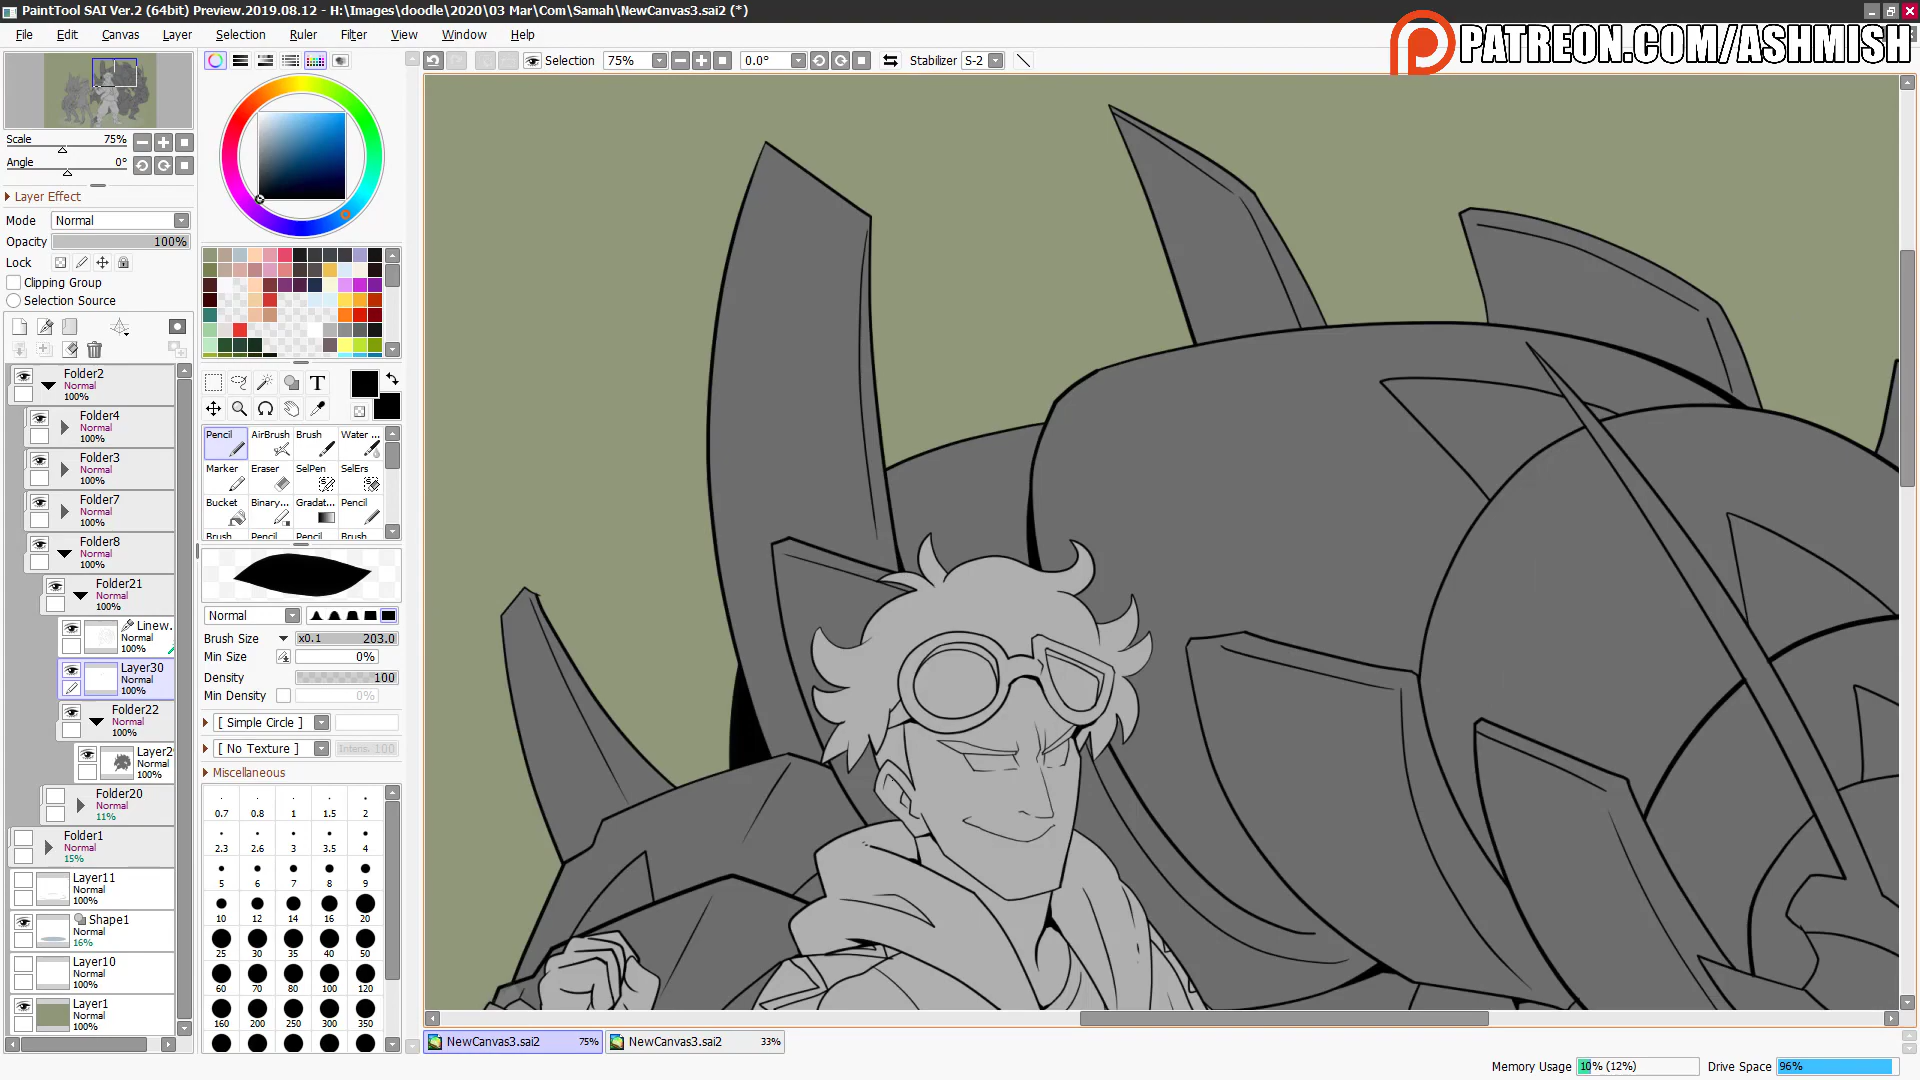 PaintTool SAI Ver.2 (64bit) Preview.2019.08.12 - H:\Images\doodle\2020\03 Mar\Com\Samah\NewCanvas3.sai2 (*)
PATREON.COM/ASHMISH
File Edit Canvas Layer Selection Ruler Filter View Window Help
Selection 75% 0.0° Stabilizer S-2
Scale 75%
Angle 0°
Layer Effect
Mode Normal
Opacity 100%
Lock
Clipping Group
Selection Source
Folder2
Normal
100%
Folder4
Normal
100%
Folder3
Normal
100%
Folder7
Normal
100%
Folder8
Normal
100%
Folder21
Normal
100%
Linew.
Normal
100%
Layer30
Normal
100%
Folder22
Normal
100%
Layer2
Normal
100%
Folder20
Normal
11%
Folder1
Normal
15%
Layer11
Normal
100%
Shape1
Normal
16%
Layer10
Normal
100%
Layer1
Normal
100%
T
Pencil AirBrush Brush Water ...
Marker Eraser SelPen SelErs
Bucket Binary... Gradat... Pencil
Brush Pencil Pencil Brush
Normal
Brush Size x0.1 203.0
Min Size 0%
Density 100
Min Density 0%
[ Simple Circle ]
[ No Texture ] Intens. 100
Miscellaneous
0.7 0.8 1 1.5 2
2.3 2.6 3 3.5 4
5 6 7 8 9
10 12 14 16 20
25 30 35 40 50
60 70 80 100 120
160 200 250 300 350
NewCanvas3.sai2 75% NewCanvas3.sai2 33%
Memory Usage 10% (12%) Drive Space 96%